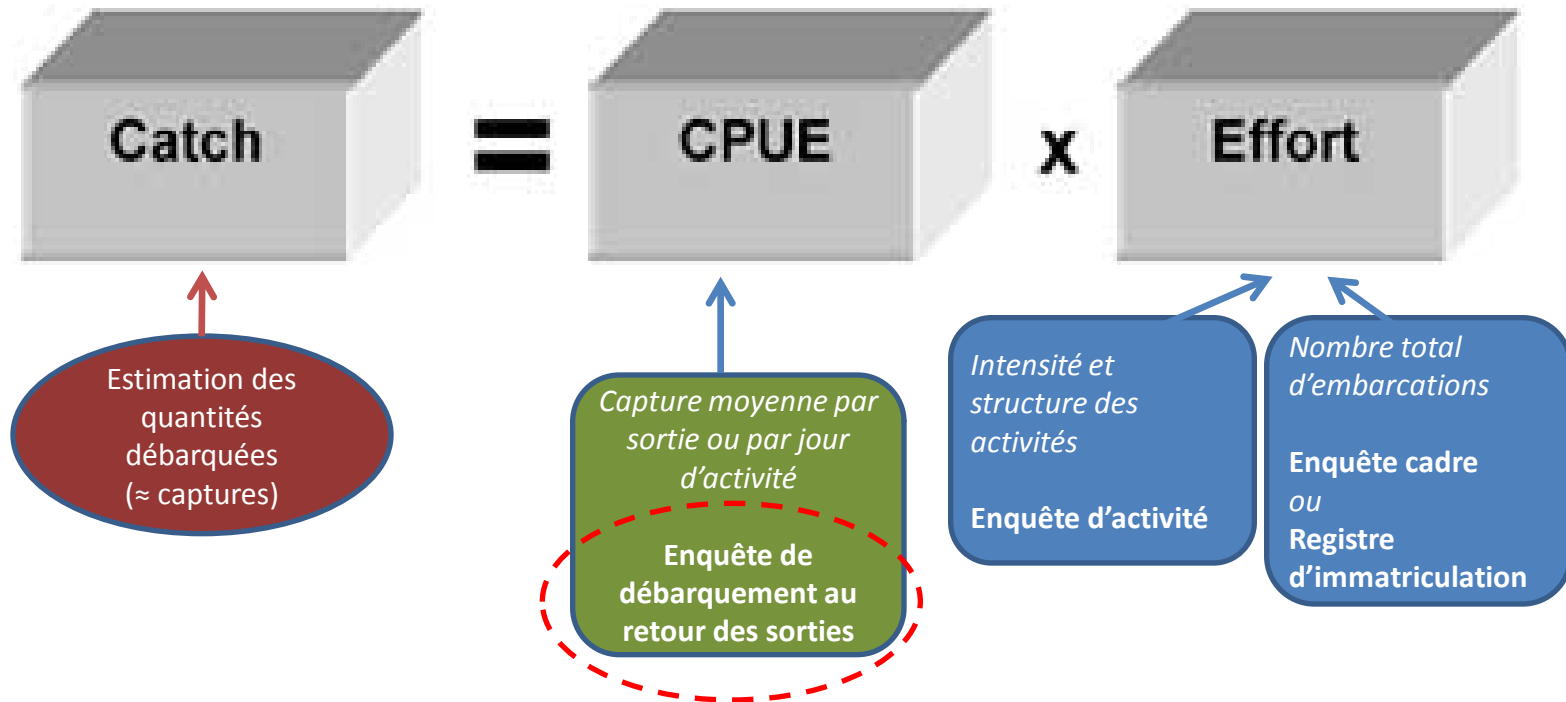 Catch = CPUE x Effort
Estimation des
quantités
débarquées
(≈ captures)
Capture moyenne par
sortie ou par jour
d’activité
Enquête de
débarquement au
retour des sorties
Intensité et
structure des
activités
Enquête d’activité
Nombre total
d’embarcations
Enquête cadre
ou
Registre
d’immatriculation